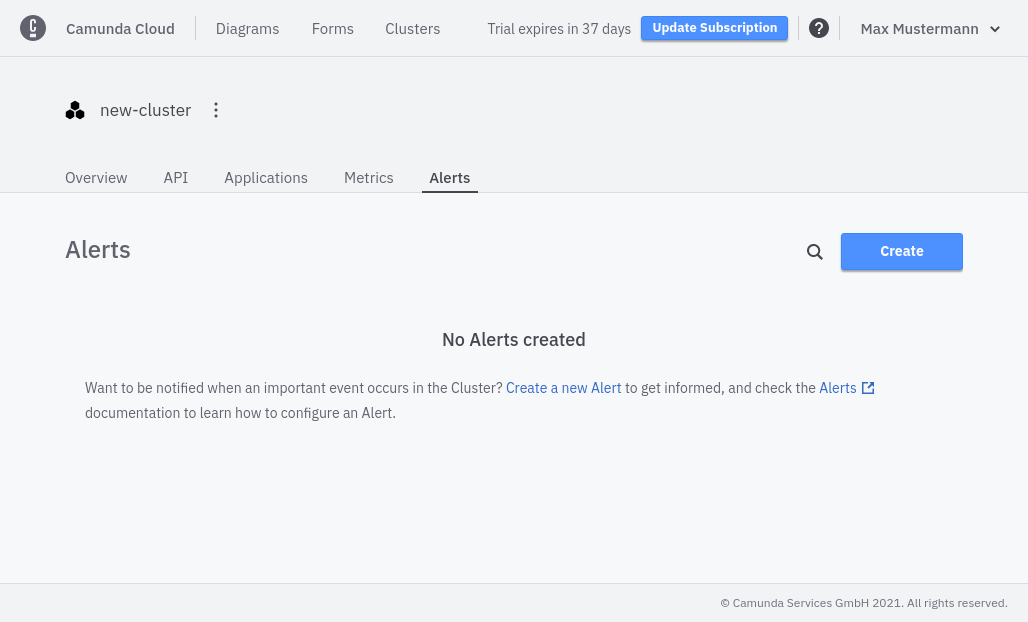 Camunda Cloud Diagrams Forms Clusters Trial expires in 37 days Update Subscription ? Max Mustermann
new-cluster
Overview API Applications Metrics Alerts
Alerts Create
No Alerts created
Want to be notified when an important event occurs in the Cluster? Create a new Alert to get informed, and check the Alerts
documentation to learn how to configure an Alert.
© Camunda Services GmbH 2021. All rights reserved.